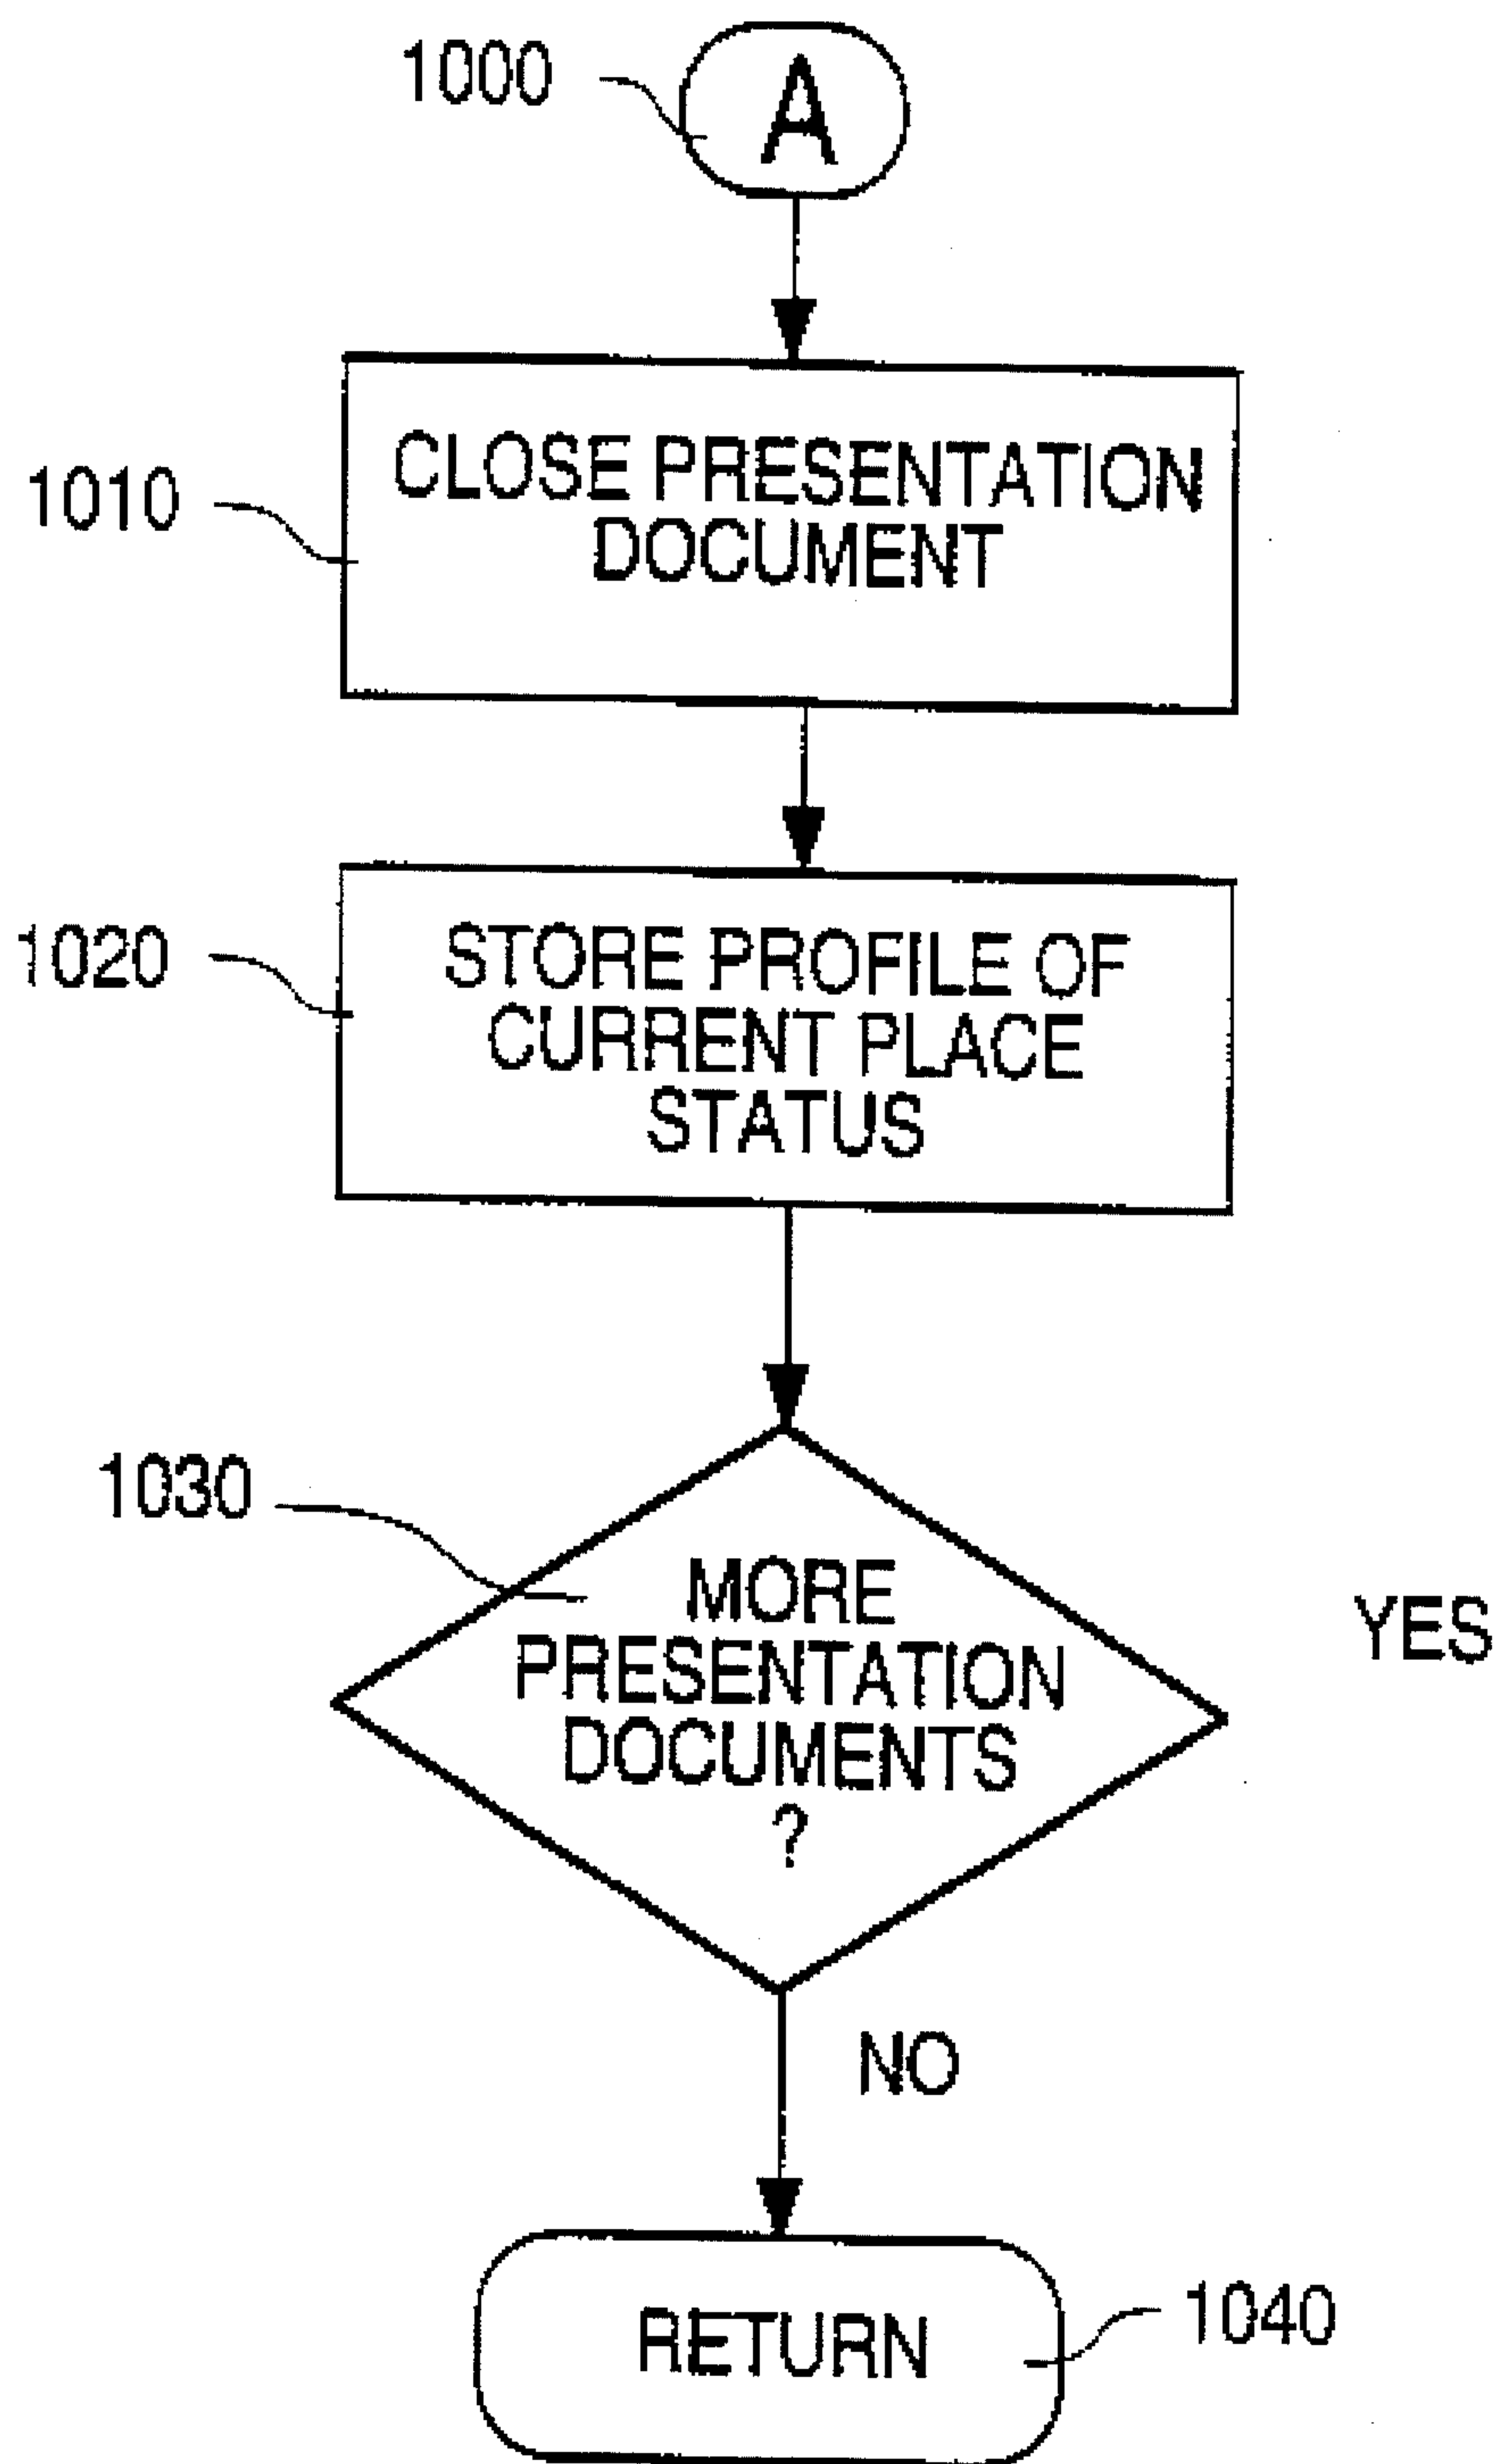 1000
A
1010
CLOSE PRESENTATION
DOCUMENT
1020
STORE PROFILE OF
CURRENT PLACE
STATUS
1030
MORE
PRESENTATION
DOCUMENTS
?
YES
NO
RETURN
1040